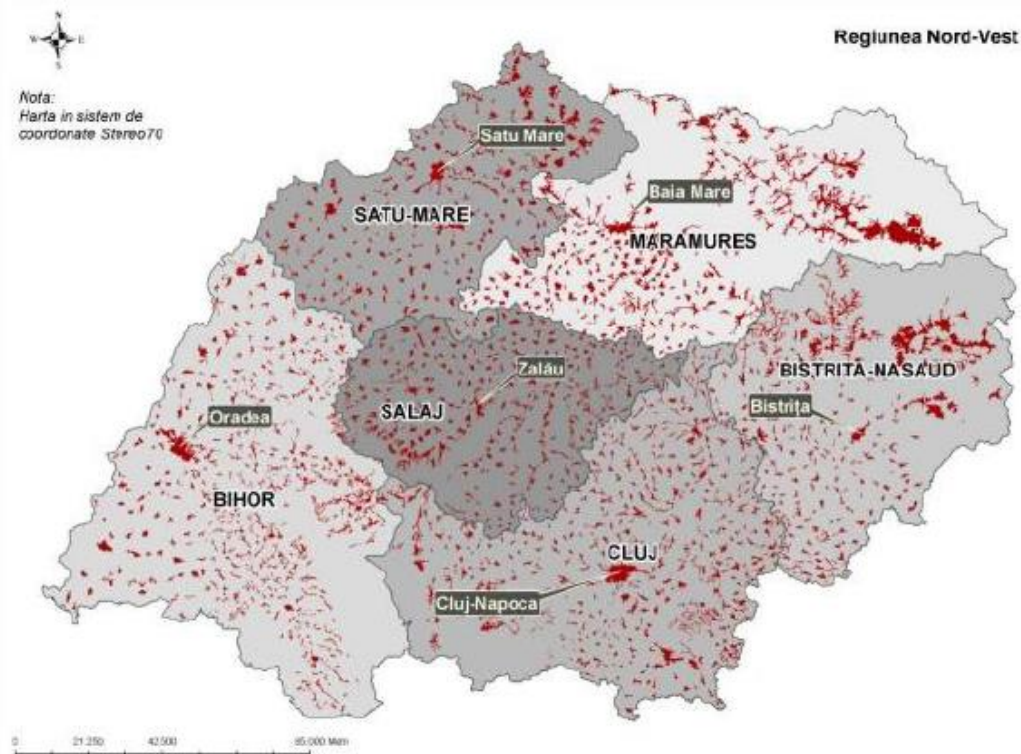 N
W E
S
Regiunea Nord-Vest
Nota:
Harta in sistem de
coordonate Stereo70
Satu Mare
SATU-MARE
Baia Mare
MARAMURES
Zalău
SALAJ
BISTRITA-NASAUD
Bistrița
Oradea
BIHOR
CLUJ
Cluj-Napoca
0 21.250 42.500 85.000 Metri